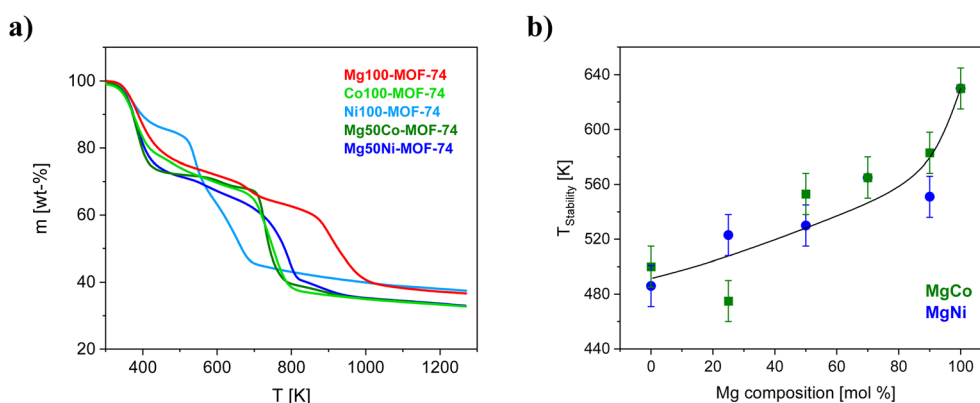 a)
100
80
60
40
20
m [wt-%]
400
600
800
1000
1200
T [K]
Mg100-MOF-74
Co100-MOF-74
Ni100-MOF-74
Mg50Co-MOF-74
Mg50Ni-MOF-74
b)
640
600
560
520
480
440
T_Stability [K]
0
20
40
60
80
100
Mg composition [mol %]
MgCo
MgNi